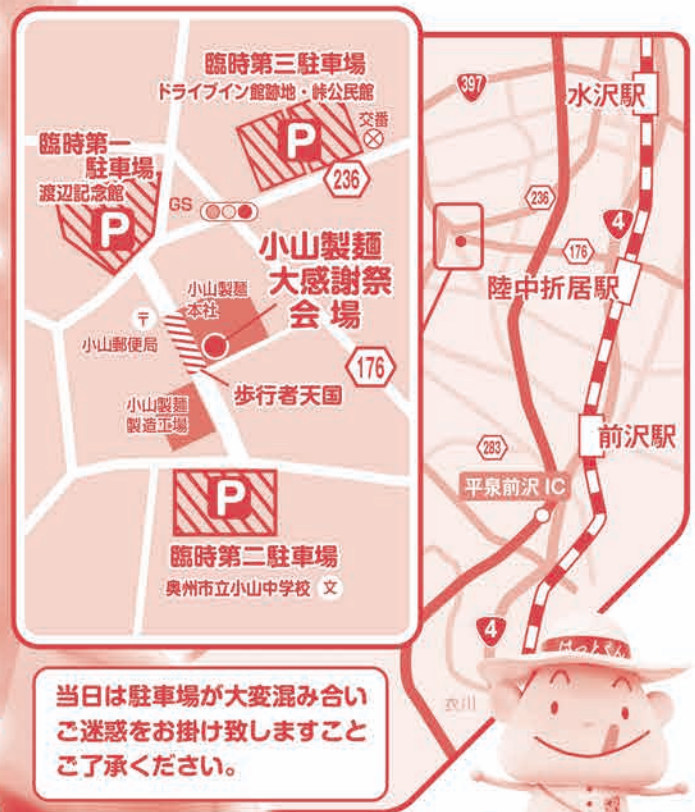 臨時第三駐車場
ドライブイン館跡地・峠公民館
交番
P
236
臨時第一
駐車場
渡辺記念館
P
GS
小山製麺
大感謝祭
会場
小山製麺
本社
〒
小山郵便局
176
歩行者天国
小山製麺
製造工場
P
臨時第二駐車場
奥州市立小山中学校 文
397
水沢駅
236
4
176
陸中折居駅
283
前沢駅
平泉前沢 IC
4
衣川
はっとくん
当日は駐車場が大変混み合い
ご迷惑をお掛け致しますこと
ご了承ください。